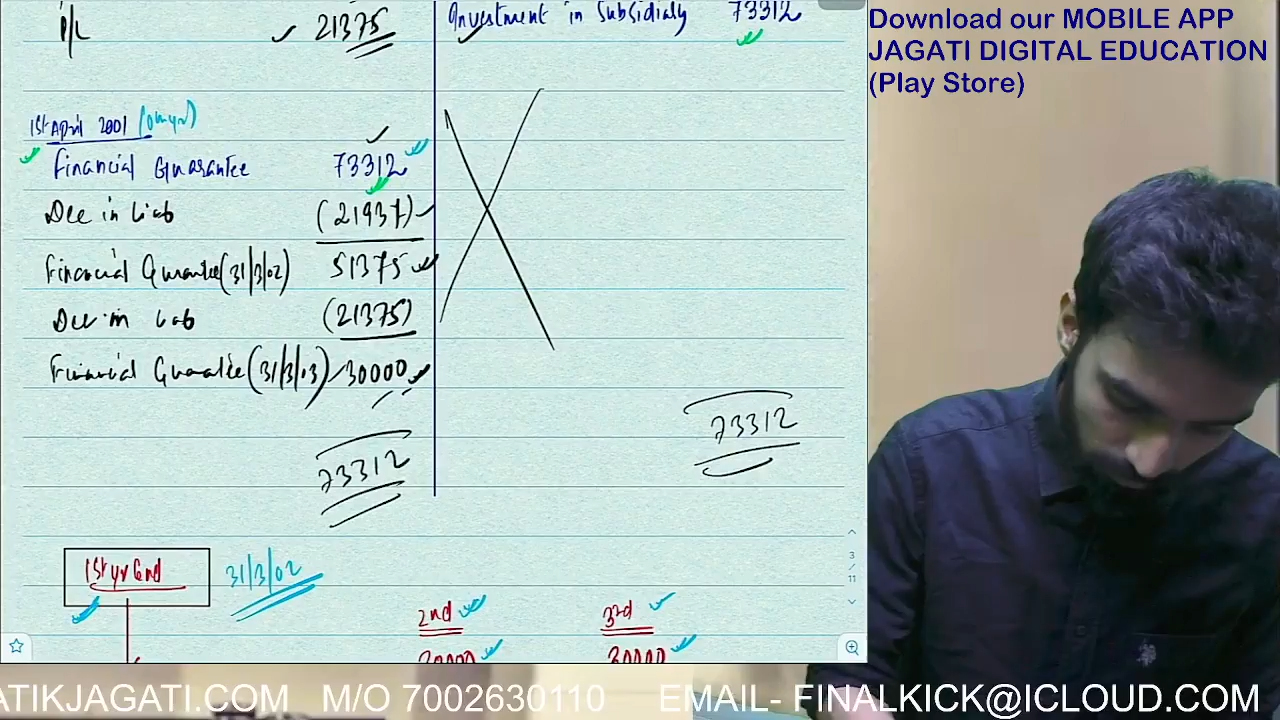 P/L 21375
Investment in Subsidiary 73312
1st April 2001
Financial Guarantee 73312
Dec in Liab (21937)
Financial Guarantee (31/3/02) 51375
Dec in Liab (21375)
Financial Guarantee (31/3/03) 30000
73312
73312
1st yr End 31/3/02
2nd 3rd
30000 30000
3
11
Download our MOBILE APP
JAGATI DIGITAL EDUCATION
(Play Store)
ATIKJAGATI.COM M/O 7002630110 EMAIL- FINALKICK@ICLOUD.COM